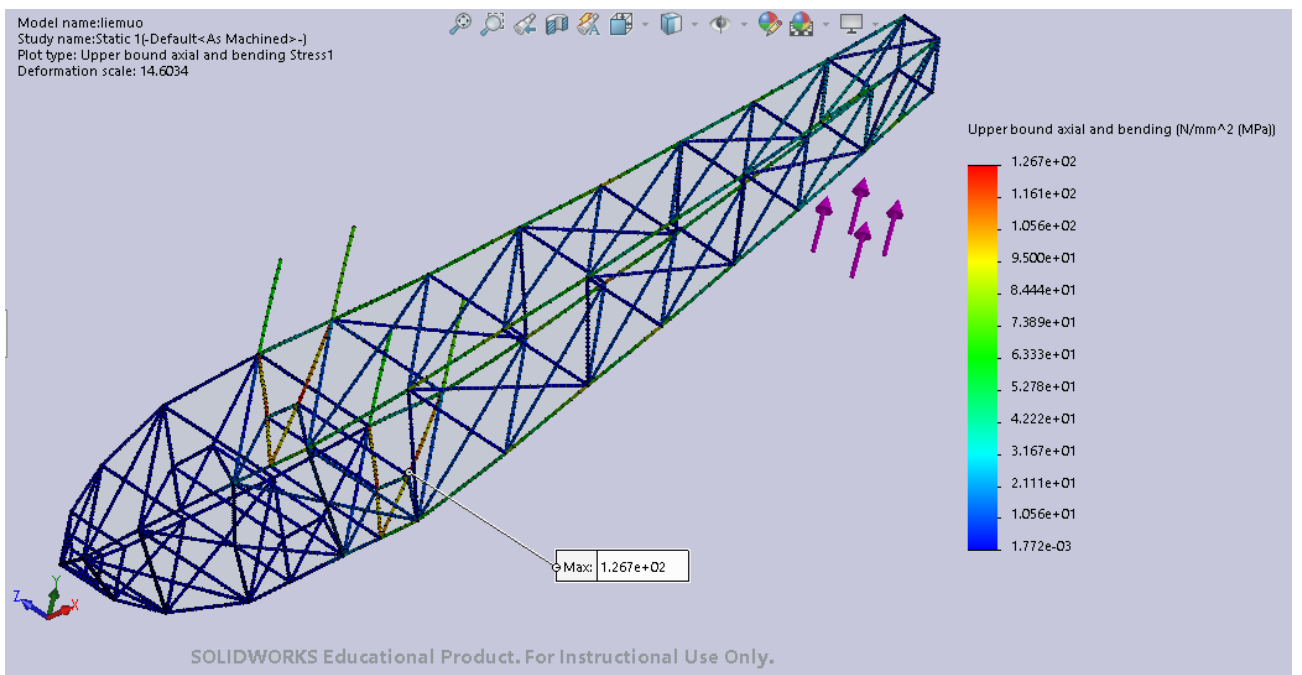 Model name:liemuo
Study name:Static 1(-Default<As Machined>-)
Plot type: Upper bound axial and bending Stress1
Deformation scale: 14.6034
Upper bound axial and bending (N/mm^2 (MPa))
1.267e+02
1.161e+02
1.056e+02
9.500e+01
8.444e+01
7.389e+01
6.333e+01
5.278e+01
4.222e+01
3.167e+01
2.111e+01
1.056e+01
1.772e-03
Max: 1.267e+02
Z Y X
SOLIDWORKS Educational Product. For Instructional Use Only.